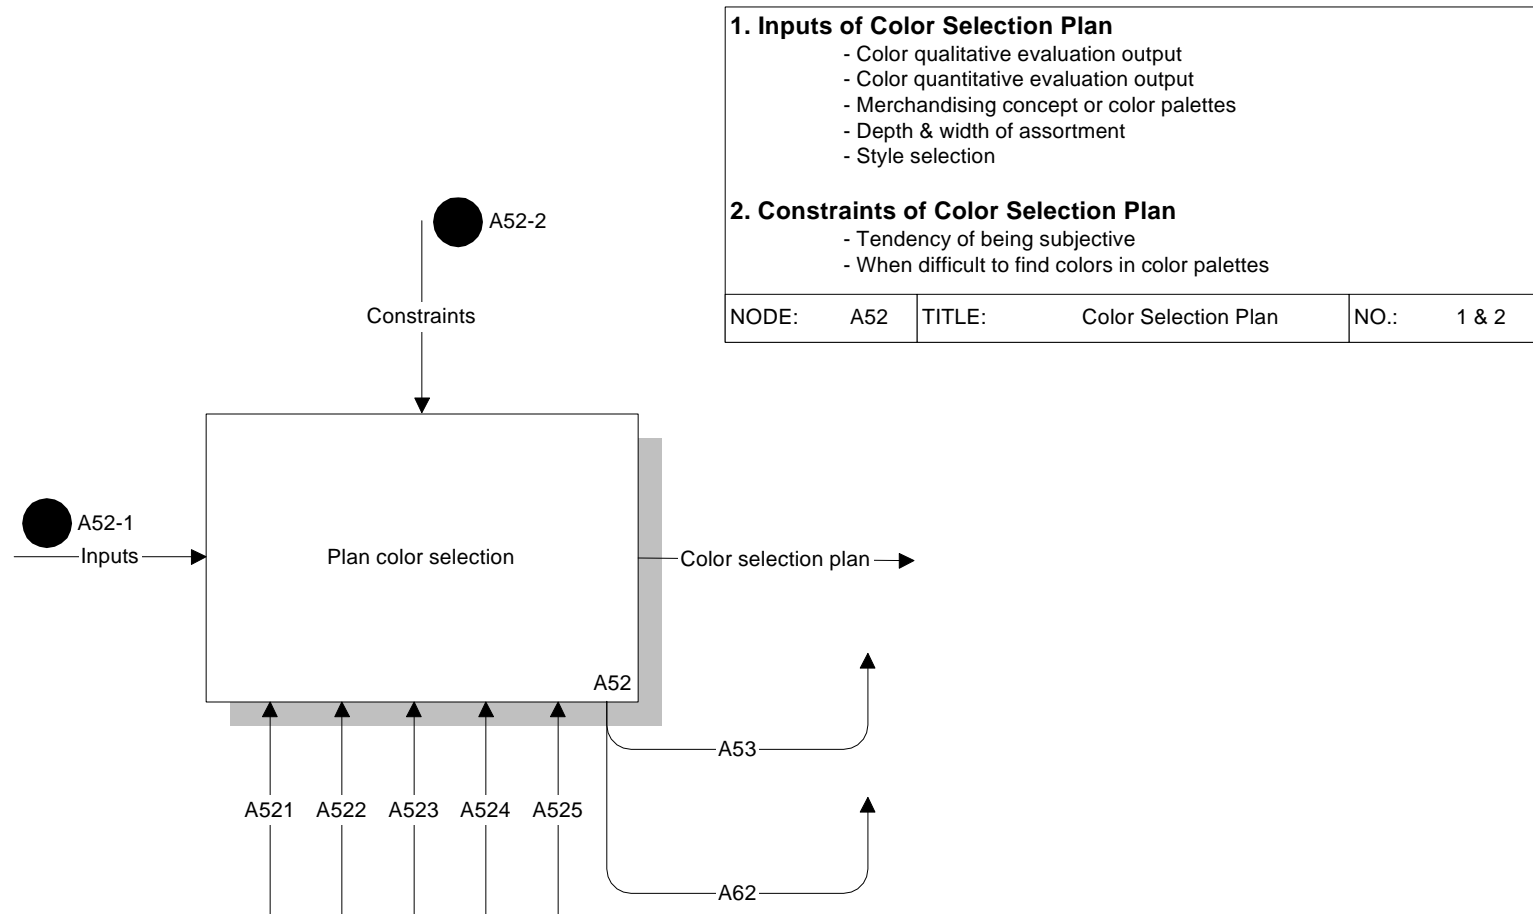 1. Inputs of Color Selection Plan
- Color qualitative evaluation output
- Color quantitative evaluation output
- Merchandising concept or color palettes
- Depth & width of assortment
- Style selection
2. Constraints of Color Selection Plan
- Tendency of being subjective
- When difficult to find colors in color palettes
NODE: A52 TITLE: Color Selection Plan NO.: 1 & 2
A52-2
Constraints
A52-1
Inputs
Plan color selection
Color selection plan
A52
A53
A521 A522 A523 A524 A525
A62